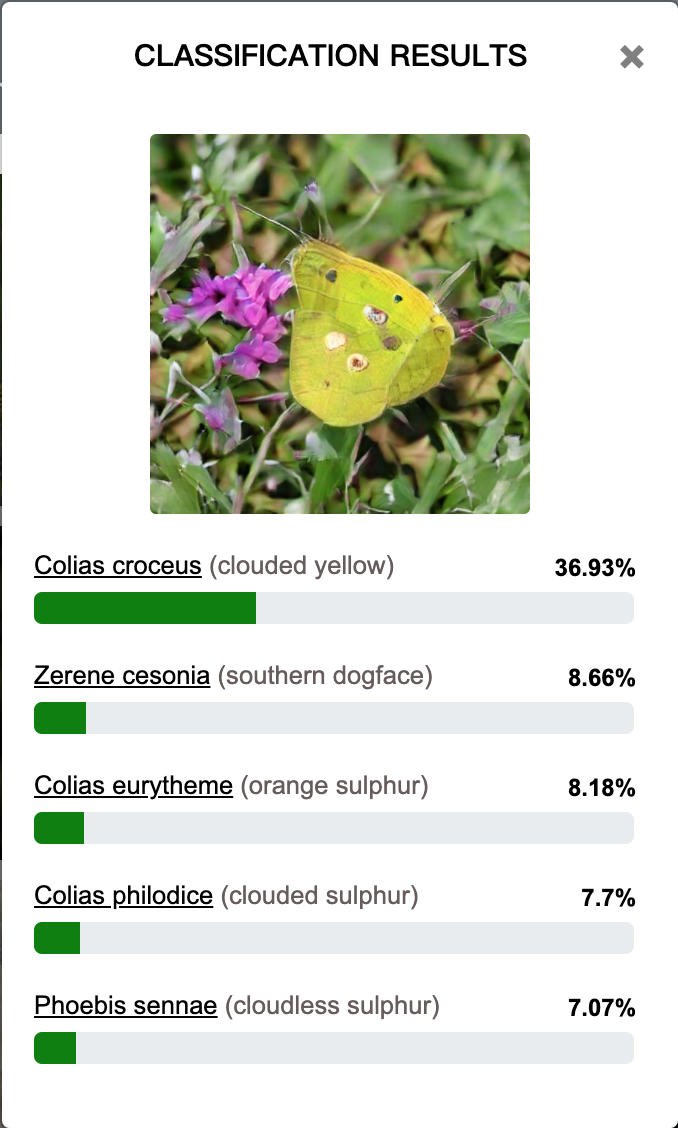 CLASSIFICATION RESULTS
Colias croceus (clouded yellow) 36.93%
Zerene cesonia (southern dogface) 8.66%
Colias eurytheme (orange sulphur) 8.18%
Colias philodice (clouded sulphur) 7.7%
Phoebis sennae (cloudless sulphur) 7.07%